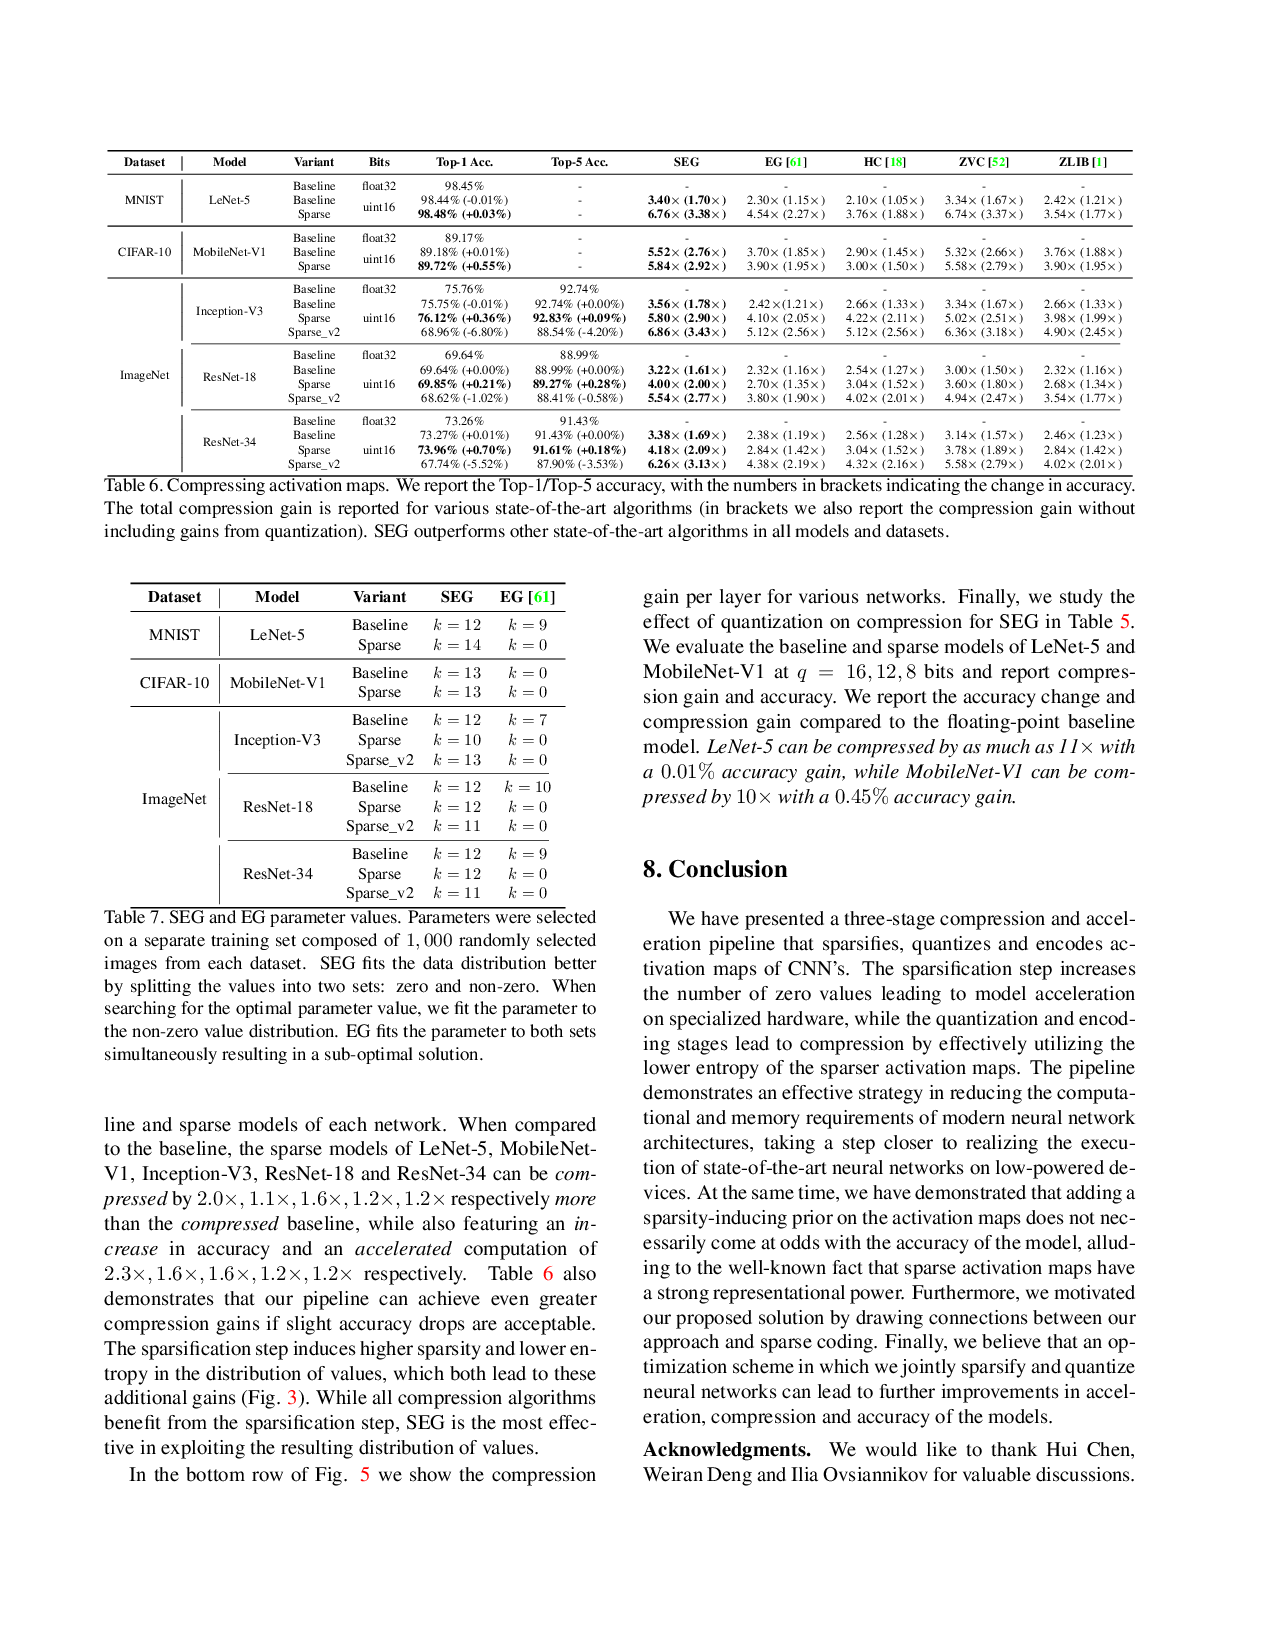 Dataset Model Variant Bits Top-1 Acc. Top-5 Acc. SEG EG [61] HC [18] ZVC [52] ZLIB [1]
MNIST LeNet-5 Baseline float32 98.45% - - - - - -
Baseline uint16 98.44% (-0.01%) - 3.40× (1.70×) 2.30× (1.15×) 2.10× (1.05×) 3.34× (1.67×) 2.42× (1.21×)
Sparse 98.48% (+0.03%) - 6.76× (3.38×) 4.54× (2.27×) 3.76× (1.88×) 6.74× (3.37×) 3.54× (1.77×)
CIFAR-10 MobileNet-V1 Baseline float32 89.17% - - - - - -
Baseline uint16 89.18% (+0.01%) - 5.52× (2.76×) 3.70× (1.85×) 2.90× (1.45×) 5.32× (2.66×) 3.76× (1.88×)
Sparse 89.72% (+0.55%) - 5.84× (2.92×) 3.90× (1.95×) 3.00× (1.50×) 5.58× (2.79×) 3.90× (1.95×)
ImageNet Inception-V3 Baseline float32 75.76% 92.74% - - - - -
Baseline 75.75% (-0.01%) 92.74% (+0.00%) 3.56× (1.78×) 2.42×(1.21×) 2.66× (1.33×) 3.34× (1.67×) 2.66× (1.33×)
Sparse uint16 76.12% (+0.36%) 92.83% (+0.09%) 5.80× (2.90×) 4.10× (2.05×) 4.22× (2.11×) 5.02× (2.51×) 3.98× (1.99×)
Sparse_v2 68.96% (-6.80%) 88.54% (-4.20%) 6.86× (3.43×) 5.12× (2.56×) 5.12× (2.56×) 6.36× (3.18×) 4.90× (2.45×)
ResNet-18 Baseline float32 69.64% 88.99% - - - - -
Baseline 69.64% (+0.00%) 88.99% (+0.00%) 3.22× (1.61×) 2.32× (1.16×) 2.54× (1.27×) 3.00× (1.50×) 2.32× (1.16×)
Sparse uint16 69.85% (+0.21%) 89.27% (+0.28%) 4.00× (2.00×) 2.70× (1.35×) 3.04× (1.52×) 3.60× (1.80×) 2.68× (1.34×)
Sparse_v2 68.62% (-1.02%) 88.41% (-0.58%) 5.54× (2.77×) 3.80× (1.90×) 4.02× (2.01×) 4.94× (2.47×) 3.54× (1.77×)
ResNet-34 Baseline float32 73.26% 91.43% - - - - -
Baseline 73.27% (+0.01%) 91.43% (+0.00%) 3.38× (1.69×) 2.38× (1.19×) 2.56× (1.28×) 3.14× (1.57×) 2.46× (1.23×)
Sparse uint16 73.96% (+0.70%) 91.61% (+0.18%) 4.18× (2.09×) 2.84× (1.42×) 3.04× (1.52×) 3.78× (1.89×) 2.84× (1.42×)
Sparse_v2 67.74% (-5.52%) 87.90% (-3.53%) 6.26× (3.13×) 4.38× (2.19×) 4.32× (2.16×) 5.58× (2.79×) 4.02× (2.01×)
Table 6. Compressing activation maps. We report the Top-1/Top-5 accuracy, with the numbers in brackets indicating the change in accuracy.
The total compression gain is reported for various state-of-the-art algorithms (in brackets we also report the compression gain without
including gains from quantization). SEG outperforms other state-of-the-art algorithms in all models and datasets.
Dataset Model Variant SEG EG [61]
MNIST LeNet-5 Baseline k = 12 k = 9
Sparse k = 14 k = 0
CIFAR-10 MobileNet-V1 Baseline k = 13 k = 0
Sparse k = 13 k = 0
ImageNet Inception-V3 Baseline k = 12 k = 7
Sparse k = 10 k = 0
Sparse_v2 k = 13 k = 0
ResNet-18 Baseline k = 12 k = 10
Sparse k = 12 k = 0
Sparse_v2 k = 11 k = 0
ResNet-34 Baseline k = 12 k = 9
Sparse k = 12 k = 0
Sparse_v2 k = 11 k = 0
Table 7. SEG and EG parameter values. Parameters were selected
on a separate training set composed of 1, 000 randomly selected
images from each dataset. SEG fits the data distribution better
by splitting the values into two sets: zero and non-zero. When
searching for the optimal parameter value, we fit the parameter to
the non-zero value distribution. EG fits the parameter to both sets
simultaneously resulting in a sub-optimal solution.
line and sparse models of each network. When compared
to the baseline, the sparse models of LeNet-5, MobileNet-
V1, Inception-V3, ResNet-18 and ResNet-34 can be com-
pressed by 2.0×, 1.1×, 1.6×, 1.2×, 1.2× respectively more
than the compressed baseline, while also featuring an in-
crease in accuracy and an accelerated computation of
2.3×, 1.6×, 1.6×, 1.2×, 1.2× respectively. Table 6 also
demonstrates that our pipeline can achieve even greater
compression gains if slight accuracy drops are acceptable.
The sparsification step induces higher sparsity and lower en-
tropy in the distribution of values, which both lead to these
additional gains (Fig. 3). While all compression algorithms
benefit from the sparsification step, SEG is the most effec-
tive in exploiting the resulting distribution of values.
In the bottom row of Fig. 5 we show the compression
gain per layer for various networks. Finally, we study the
effect of quantization on compression for SEG in Table 5.
We evaluate the baseline and sparse models of LeNet-5 and
MobileNet-V1 at q = 16, 12, 8 bits and report compres-
sion gain and accuracy. We report the accuracy change and
compression gain compared to the floating-point baseline
model. LeNet-5 can be compressed by as much as 11× with
a 0.01% accuracy gain, while MobileNet-V1 can be com-
pressed by 10× with a 0.45% accuracy gain.
8. Conclusion
We have presented a three-stage compression and accel-
eration pipeline that sparsifies, quantizes and encodes ac-
tivation maps of CNN's. The sparsification step increases
the number of zero values leading to model acceleration
on specialized hardware, while the quantization and encod-
ing stages lead to compression by effectively utilizing the
lower entropy of the sparser activation maps. The pipeline
demonstrates an effective strategy in reducing the computa-
tional and memory requirements of modern neural network
architectures, taking a step closer to realizing the execu-
tion of state-of-the-art neural networks on low-powered de-
vices. At the same time, we have demonstrated that adding a
sparsity-inducing prior on the activation maps does not nec-
essarily come at odds with the accuracy of the model, allud-
ing to the well-known fact that sparse activation maps have
a strong representational power. Furthermore, we motivated
our proposed solution by drawing connections between our
approach and sparse coding. Finally, we believe that an op-
timization scheme in which we jointly sparsify and quantize
neural networks can lead to further improvements in accel-
eration, compression and accuracy of the models.
Acknowledgments. We would like to thank Hui Chen,
Weiran Deng and Ilia Ovsiannikov for valuable discussions.